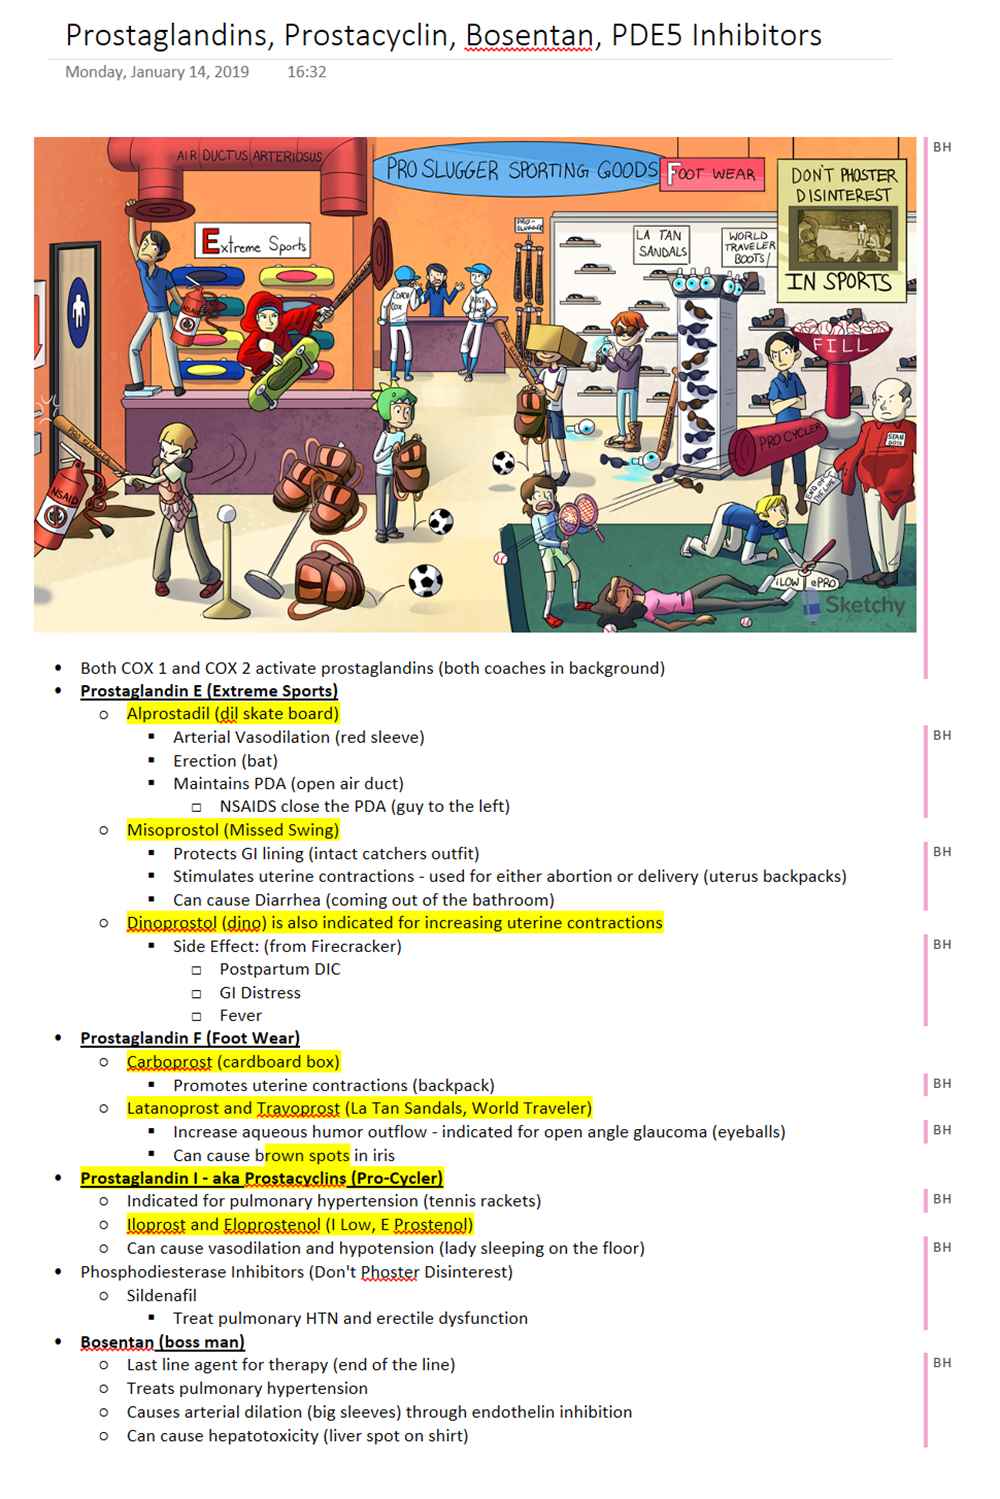 Prostaglandins, Prostacyclin, Bosentan, PDE5 Inhibitors
Monday, January 14, 2019 16:32
BH
AIR DUCTUS ARTERIOSUS
PRO SLUGGER SPORTING GOODS
FOOT WEAR
DON'T PHOSTER
DISINTEREST
IN SPORTS
Extreme Sports
PRO-
SLUGGER
LA TAN
SANDALS
WORLD
TRAVELER
BOOTS!
COACH
COX
FILL
PRO CYCLER
PRO SLUGGER
NSAID
END OF
THE LINE
iLOW ePRO
Sketchy
• Both COX 1 and COX 2 activate prostaglandins (both coaches in background)
• Prostaglandin E (Extreme Sports)
○ Alprostadil (dil skate board)
▪ Arterial Vasodilation (red sleeve)
BH
▪ Erection (bat)
▪ Maintains PDA (open air duct)
□ NSAIDS close the PDA (guy to the left)
○ Misoprostol (Missed Swing)
▪ Protects GI lining (intact catchers outfit)
BH
▪ Stimulates uterine contractions - used for either abortion or delivery (uterus backpacks)
▪ Can cause Diarrhea (coming out of the bathroom)
○ Dinoprostol (dino) is also indicated for increasing uterine contractions
▪ Side Effect: (from Firecracker)
BH
□ Postpartum DIC
□ GI Distress
□ Fever
• Prostaglandin F (Foot Wear)
○ Carboprost (cardboard box)
▪ Promotes uterine contractions (backpack)
BH
○ Latanoprost and Travoprost (La Tan Sandals, World Traveler)
▪ Increase aqueous humor outflow - indicated for open angle glaucoma (eyeballs)
BH
▪ Can cause brown spots in iris
• Prostaglandin I - aka Prostacyclins (Pro-Cycler)
○ Indicated for pulmonary hypertension (tennis rackets)
BH
○ Iloprost and Eloprostenol (I Low, E Prostenol)
○ Can cause vasodilation and hypotension (lady sleeping on the floor)
BH
• Phosphodiesterase Inhibitors (Don't Phoster Disinterest)
○ Sildenafil
▪ Treat pulmonary HTN and erectile dysfunction
• Bosentan (boss man)
○ Last line agent for therapy (end of the line)
BH
○ Treats pulmonary hypertension
○ Causes arterial dilation (big sleeves) through endothelin inhibition
○ Can cause hepatotoxicity (liver spot on shirt)